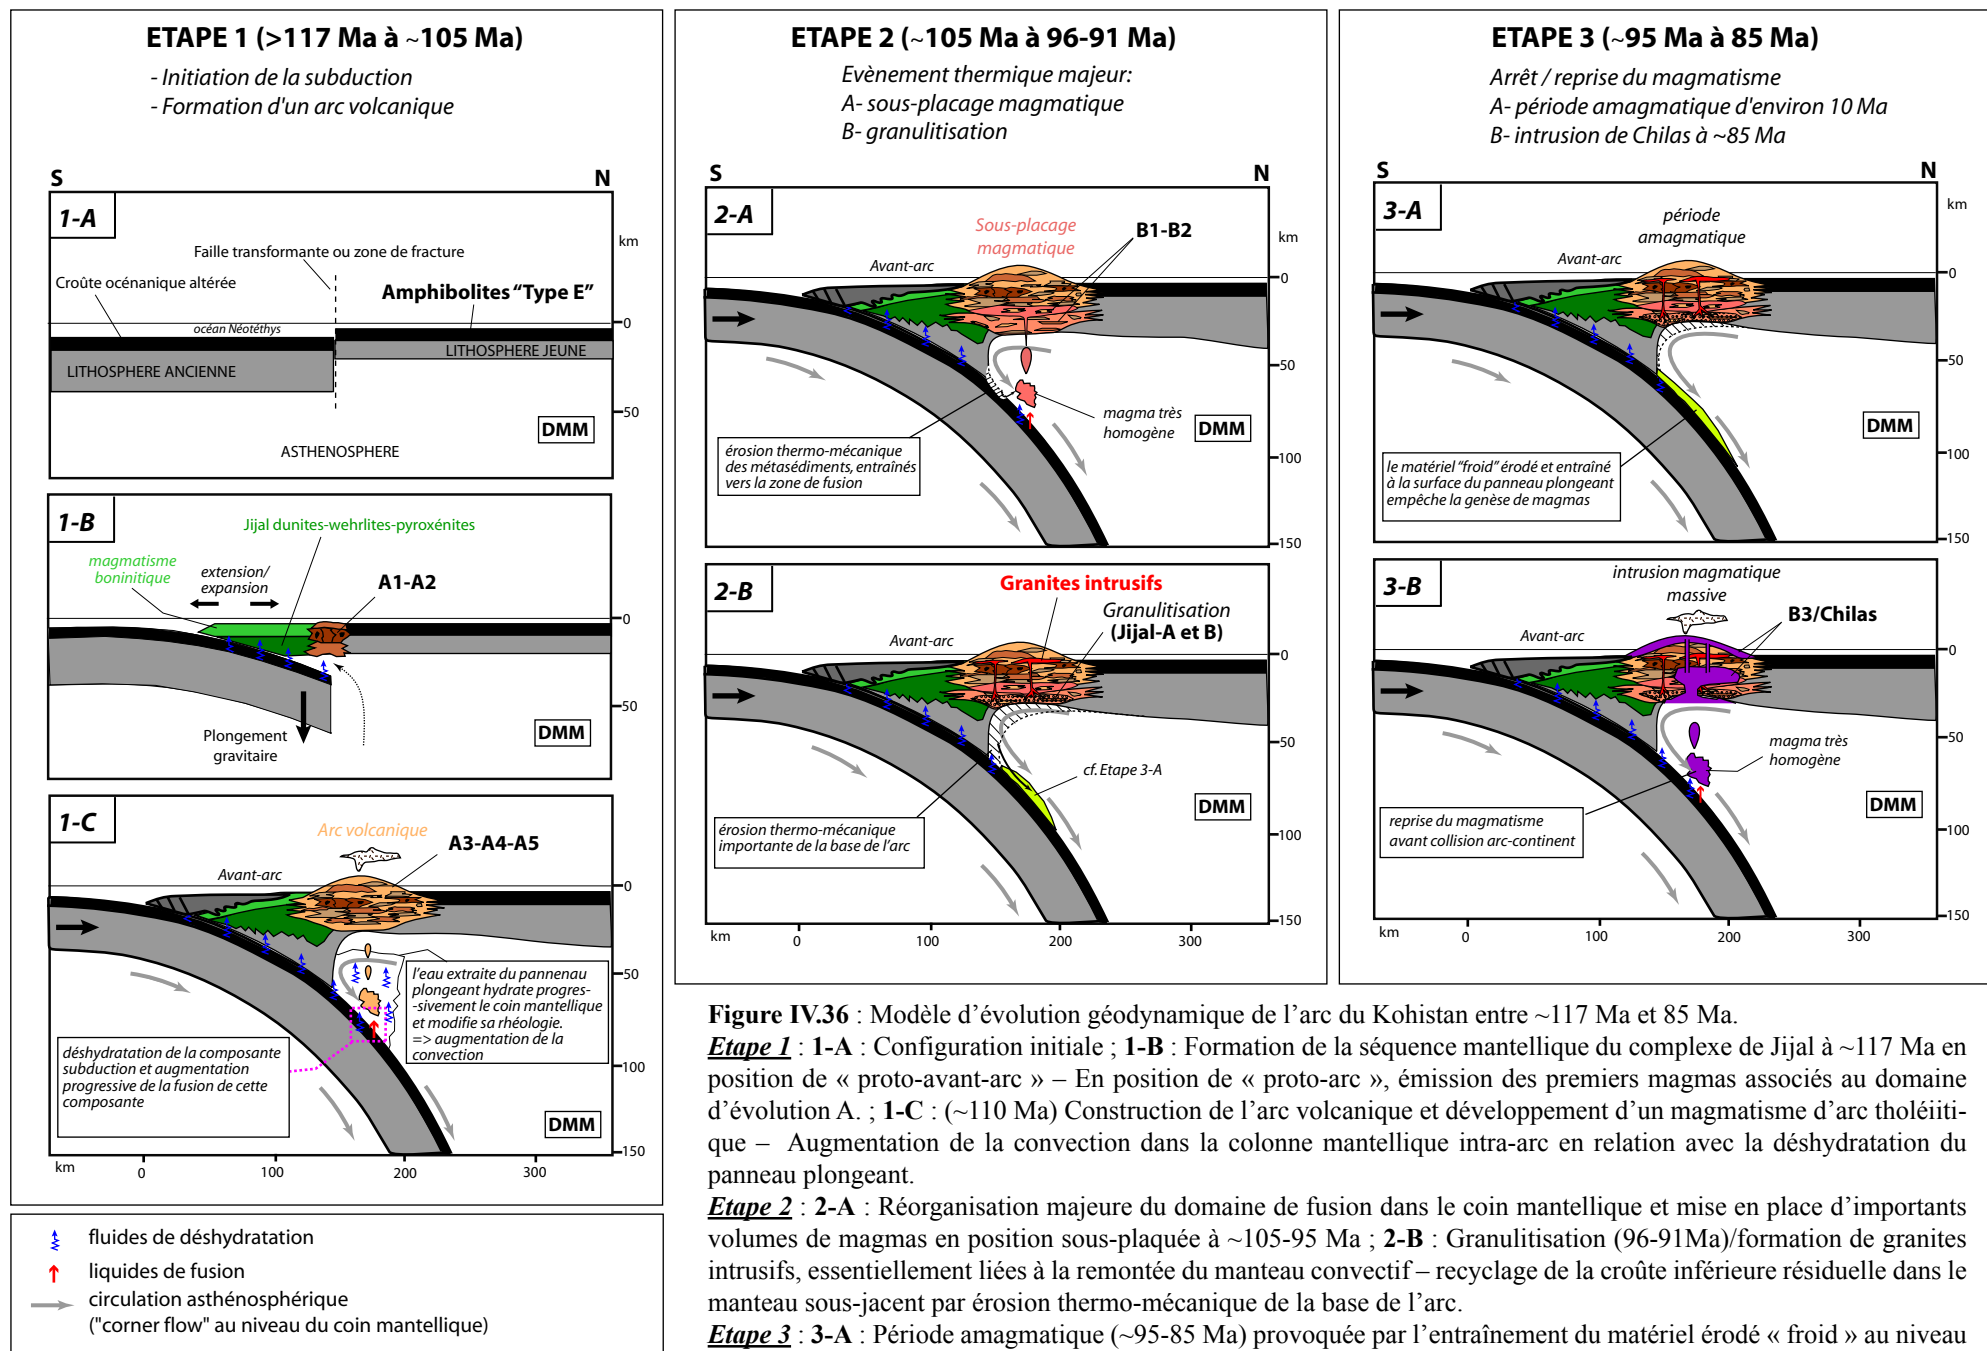 ETAPE 1 (>117 Ma à ~105 Ma)
- Initiation de la subduction
- Formation d'un arc volcanique
S
N
1-A
km
Faille transformante ou zone de fracture
Croûte océnanique altérée
Amphibolites “Type E”
océan Néotéthys
0
LITHOSPHERE JEUNE
LITHOSPHERE ANCIENNE
50
DMM
ASTHENOSPHERE
1-B
Jijal dunites-wehrlites-pyroxénites
magmatisme
boninitique
extension/
expansion
A1-A2
0
50
Plongement
gravitaire
DMM
1-C
Arc volcanique
A3-A4-A5
Avant-arc
0
50
l'eau extraite du pannenau
plongeant hydrate progres-
-sivement le coin mantellique
et modifie sa rhéologie.
=> augmentation de la
convection
déshydratation de la composante
subduction et augmentation
progressive de la fusion de cette
composante
100
DMM
150
km
0
100
200
300
fluides de déshydratation
liquides de fusion
circulation asthénosphérique
("corner flow" au niveau du coin mantellique)
ETAPE 2 (~105 Ma à 96-91 Ma)
Evènement thermique majeur:
A- sous-placage magmatique
B- granulitisation
S
N
2-A
Sous-placage
magmatique
B1-B2
km
Avant-arc
0
50
magma très
homogène
DMM
érosion thermo-mécanique
des métasédiments, entraînés
vers la zone de fusion
100
150
2-B
Granites intrusifs
Granulitisation
(Jijal-A et B)
Avant-arc
0
50
cf. Etape 3-A
DMM
érosion thermo-mécanique
importante de la base de l'arc
100
150
km
0
100
200
300
ETAPE 3 (~95 Ma à 85 Ma)
Arrêt / reprise du magmatisme
A- période amagmatique d'environ 10 Ma
B- intrusion de Chilas à ~85 Ma
S
N
3-A
km
période
amagmatique
Avant-arc
0
50
DMM
le matériel “froid” érodé et entraîné
à la surface du panneau plongeant
empêche la genèse de magmas
100
150
3-B
intrusion magmatique
massive
B3/Chilas
Avant-arc
0
50
magma très
homogène
DMM
reprise du magmatisme
avant collision arc-continent
100
150
km
0
100
200
300
Figure IV.36 : Modèle d’évolution géodynamique de l’arc du Kohistan entre ~117 Ma et 85 Ma.
Etape 1 : 1-A : Configuration iniitiale ; 1-B : Formation de la séquence mantellique du complexe de Jijal à ~117 Ma en
position de « proto-avant-arc » – En position de « proto-arc », émission des premiers magmas associés au domaine
d’évolution A. ; 1-C : (~110 Ma) Construction de l’arc volcanique et développement d’un magmatisme d’arc tholéiiti-
que – Augmentation de la convection dans la colonne mantellique intra-arc en relation avec la déshydratation du
panneau plongeant.
Etape 2 : 2-A : Réorganisation majeure du domaine de fusion dans le coin mantellique et mise en place d’importants
volumes de magmas en position sous-plaquée à ~105-95 Ma ; 2-B : Granulitisation (96-91Ma)/formation de granites
intrusifs, essentiellement liées à la remontée du manteau convectif – recyclage de la croûte inférieure résiduelle dans le
manteau sous-jacent par érosion thermo-mécanique de la base de l’arc.
Etape 3 : 3-A : Période amagmatique (~95-85 Ma) provoquée par l’entraînement du matériel érodé « froid » au niveau